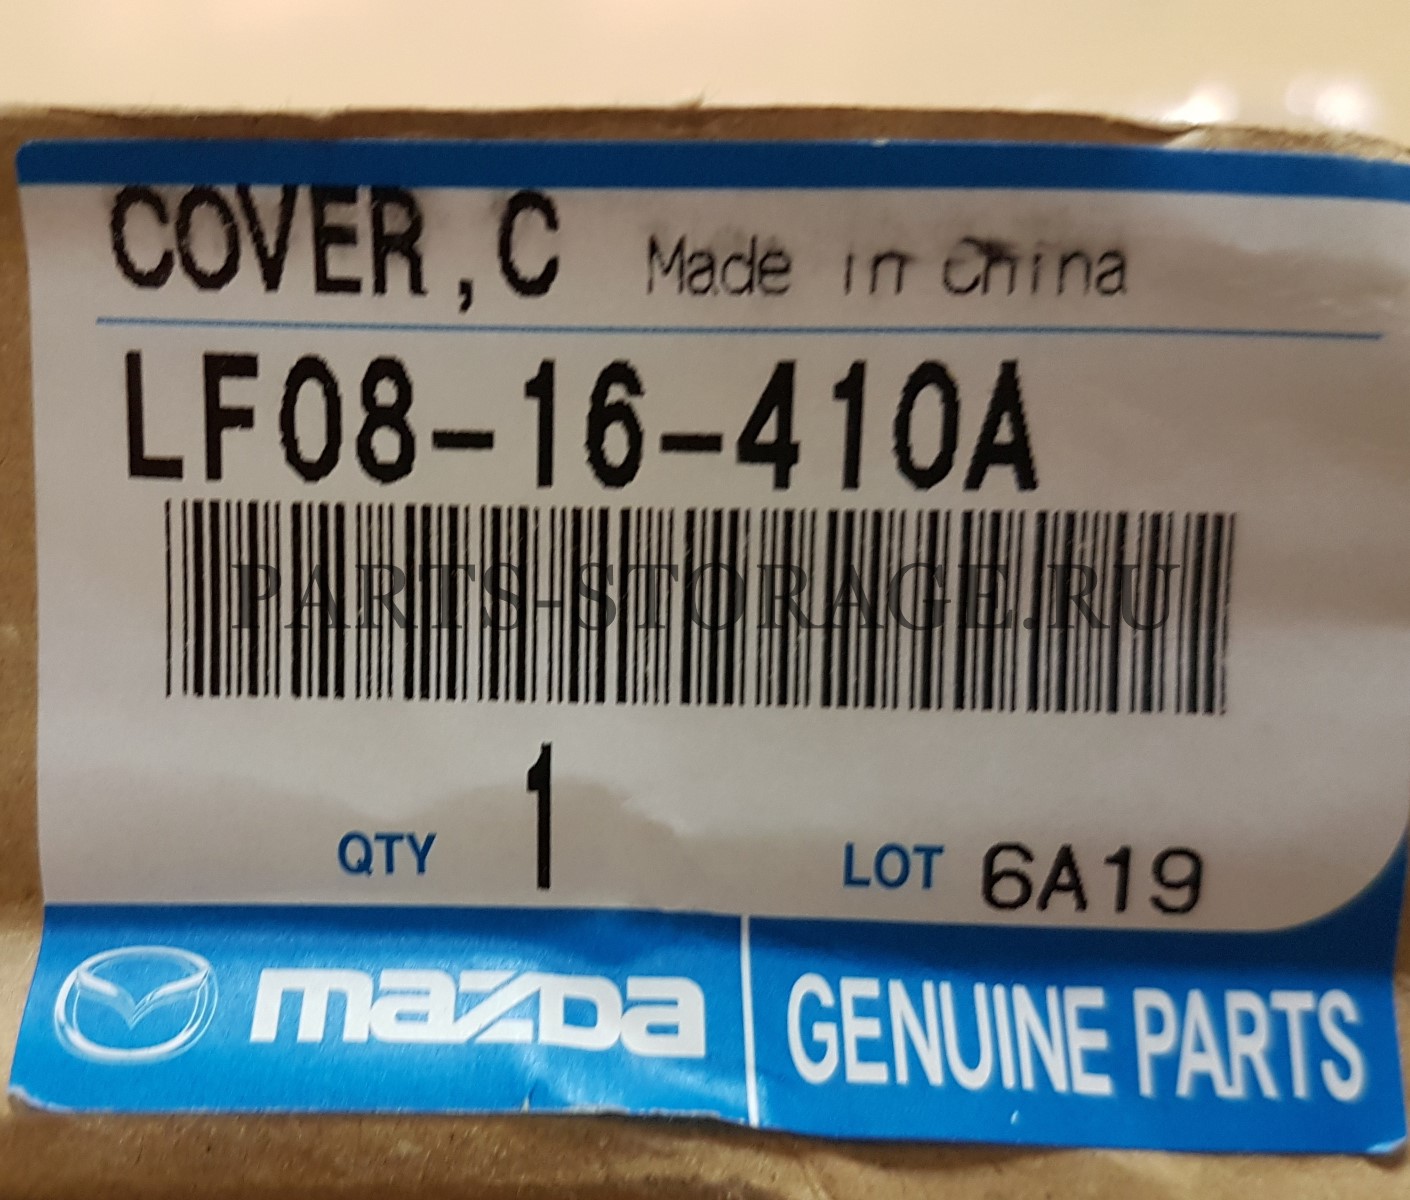 COVER,C Made in China
LF08-16-410A
PARTS-STORAGE.RU
QTY 1 LOT 6A19
mazda GENUINE PARTS